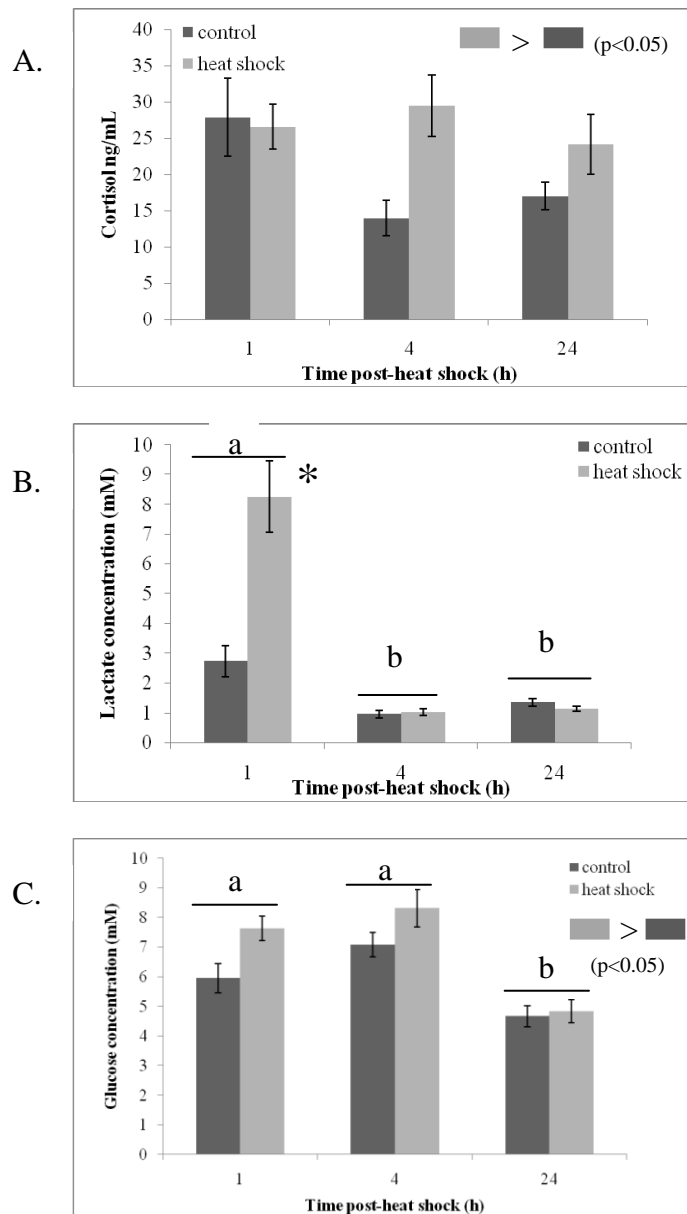 A.
control
heat shock
> (p<0.05)
Cortisol ng/mL
40
35
30
25
20
15
10
5
0
1 4 24
Time post-heat shock (h)
B.
control
heat shock
Lactate concentration (mM)
10
9
8
7
6
5
4
3
2
1
0
a
*
b
b
1 4 24
Time post-heat shock (h)
C.
control
heat shock
>
(p<0.05)
Glucose concentration (mM)
10
9
8
7
6
5
4
3
2
1
0
a
a
b
1 4 24
Time post-heat shock (h)